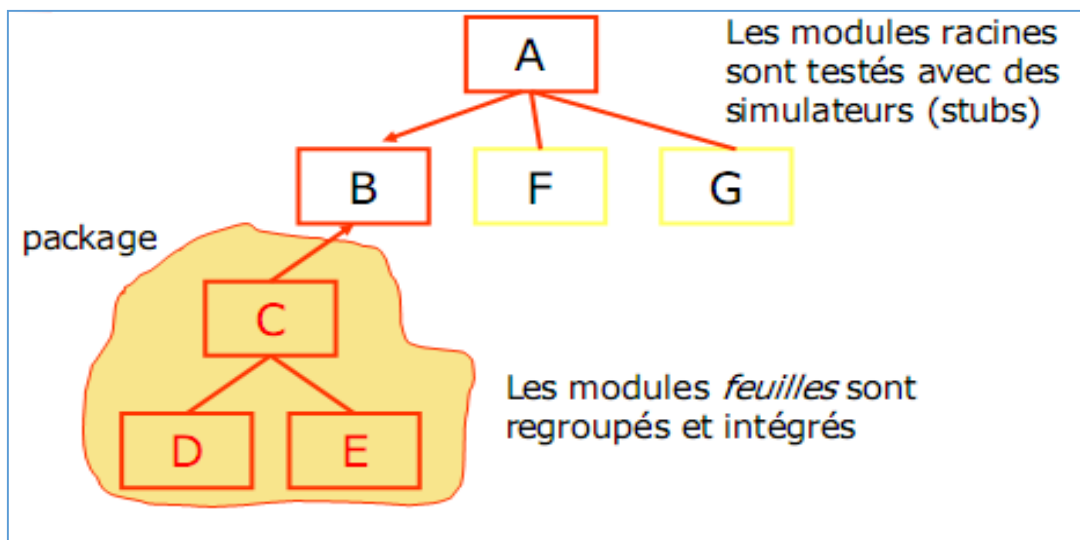 A
Les modules racines
sont testés avec des
simulateurs (stubs)
B
F
G
package
C
Les modules feuilles sont
regroupés et intégrés
D
E